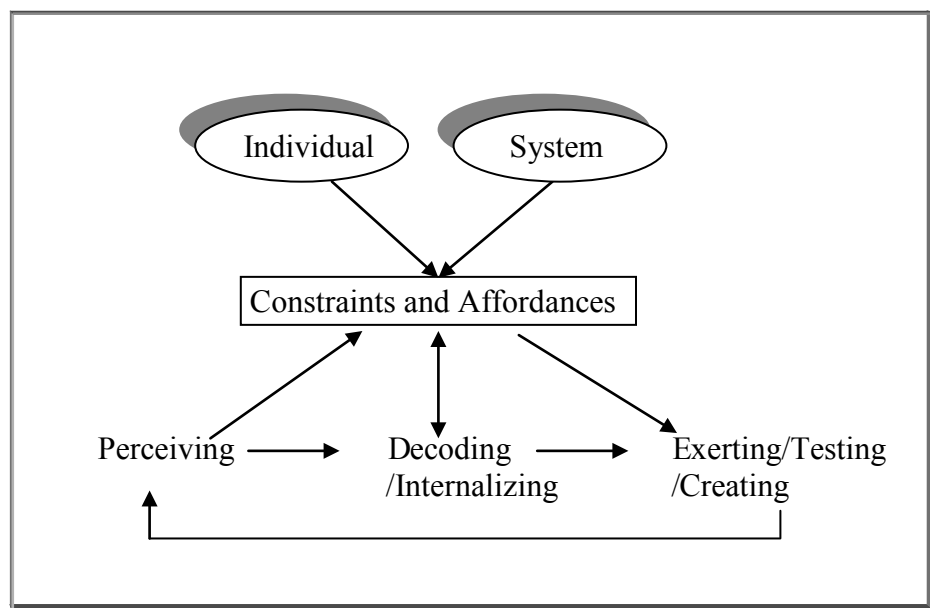 Individual
System
Constraints and Affordances
Perceiving
Decoding
/Internalizing
Exerting/Testing
/Creating